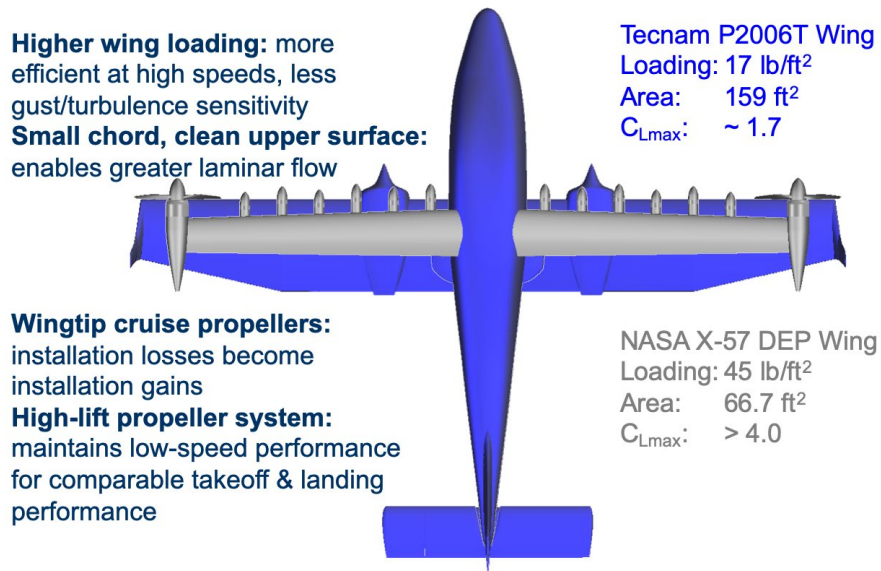 Higher wing loading: more
efficient at high speeds, less
gust/turbulence sensitivity
Small chord, clean upper surface:
enables greater laminar flow
Tecnam P2006T Wing
Loading: 17 lb/ft²
Area: 159 ft²
C_Lmax: ~ 1.7
Wingtip cruise propellers:
installation losses become
installation gains
High-lift propeller system:
maintains low-speed performance
for comparable takeoff & landing
performance
NASA X-57 DEP Wing
Loading: 45 lb/ft²
Area: 66.7 ft²
C_Lmax: > 4.0